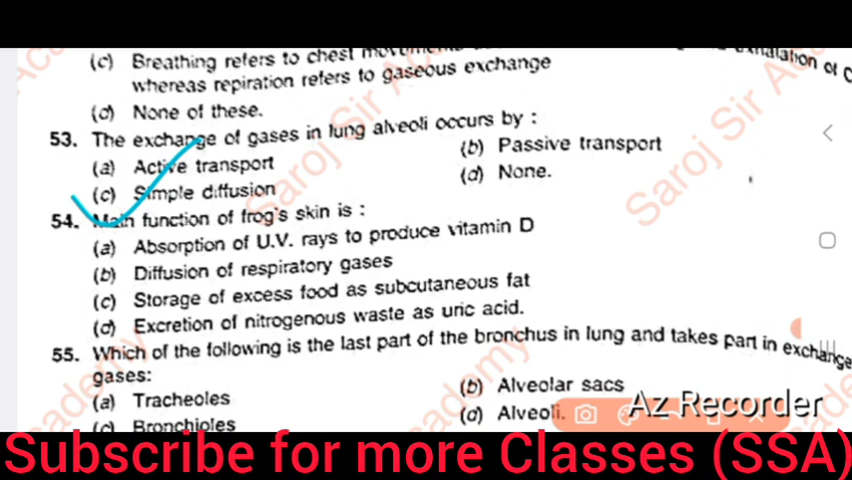 (c) Breathing refers to chest
whereas repiration refers to gaseous exchange
(d) None of these.
53. The exchange of gases in lung alveoli occurs by :
(a) Active transport
(b) Passive transport
(c) Simple diffusion
(d) None.
54. Main function of frog's skin is :
(a) Absorption of U.V. rays to produce vitamin D
(b) Diffusion of respiratory gases
(c) Storage of excess food as subcutaneous fat
(d) Excretion of nitrogenous waste as uric acid.
55. Which of the following is the last part of the bronchus in lung and takes part in exchange
gases:
(a) Tracheoles
(b) Alveolar sacs
(c) Bronchioles
(d) Alveoli.
Az Recorder
Saroj Sir
Saroj Sir
Subscribe for more Classes (SSA)